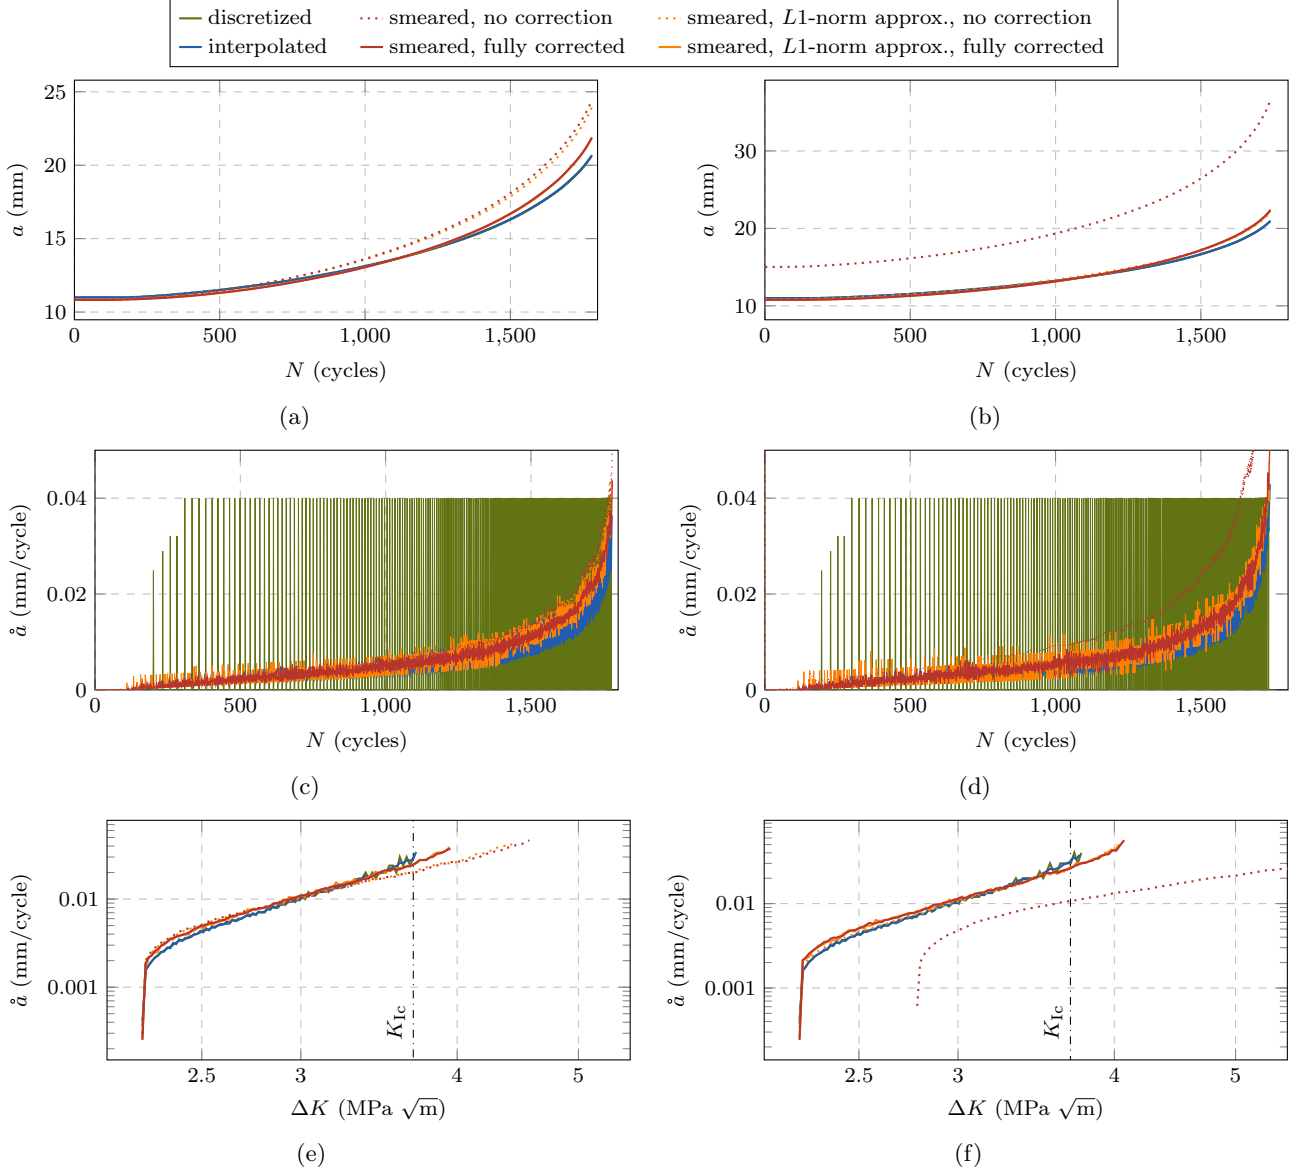 discretized
smeared, no correction
smeared, L1-norm approx., no correction
interpolated
smeared, fully corrected
smeared, L1-norm approx., fully corrected
25
20
15
10
a (mm)
0
500
1,000
1,500
N (cycles)
(a)
30
20
10
a (mm)
0
500
1,000
1,500
N (cycles)
(b)
0.04
0.02
0
å (mm/cycle)
0
500
1,000
1,500
N (cycles)
(c)
0.04
0.02
0
å (mm/cycle)
0
500
1,000
1,500
N (cycles)
(d)
0.01
0.001
å (mm/cycle)
K_Ic
2.5
3
4
5
ΔK (MPa √m)
(e)
0.01
0.001
å (mm/cycle)
K_Ic
2.5
3
4
5
ΔK (MPa √m)
(f)